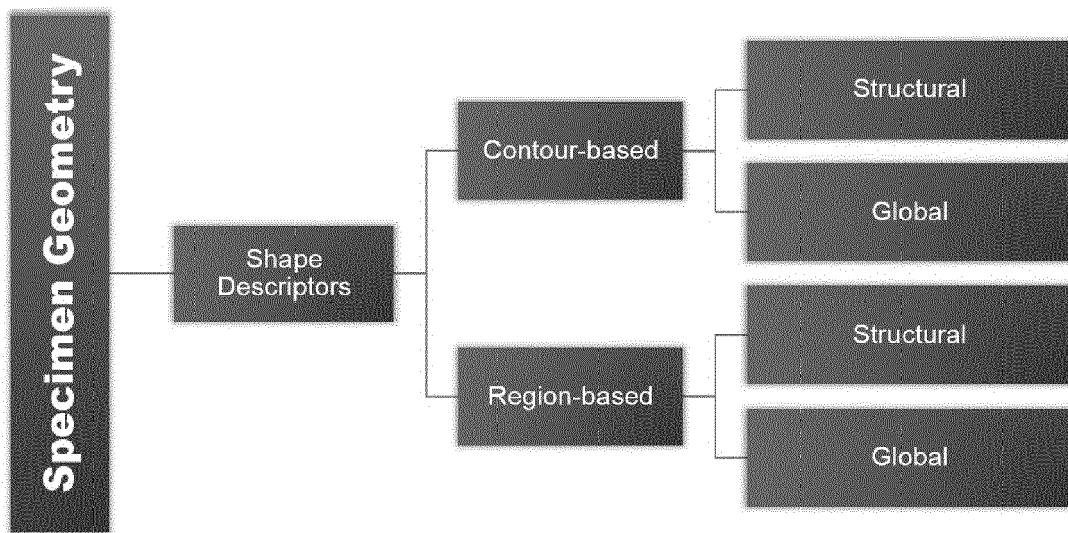 Specimen Geometry
Shape
Descriptors
Contour-based
Structural
Global
Region-based
Structural
Global